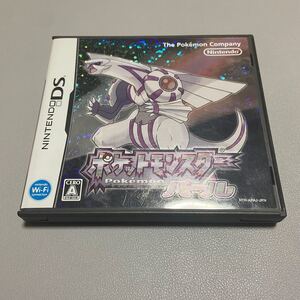 NINTENDO DS
The Pokémon Company
Nintendo
ポケットモンスター
Pokémon
パール
Wi-Fi
CERO
A